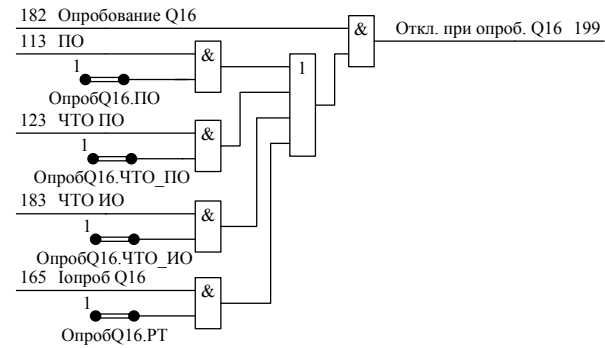 182 Опробование Q16
&
Откл. при опроб. Q16 199
113 ПО
&
1
1
ОпробQ16.ПО
123 ЧТО ПО
&
1
ОпробQ16.ЧТО_ПО
183 ЧТО ИО
&
1
ОпробQ16.ЧТО_ИО
165 Iопроб Q16
&
1
ОпробQ16.РТ